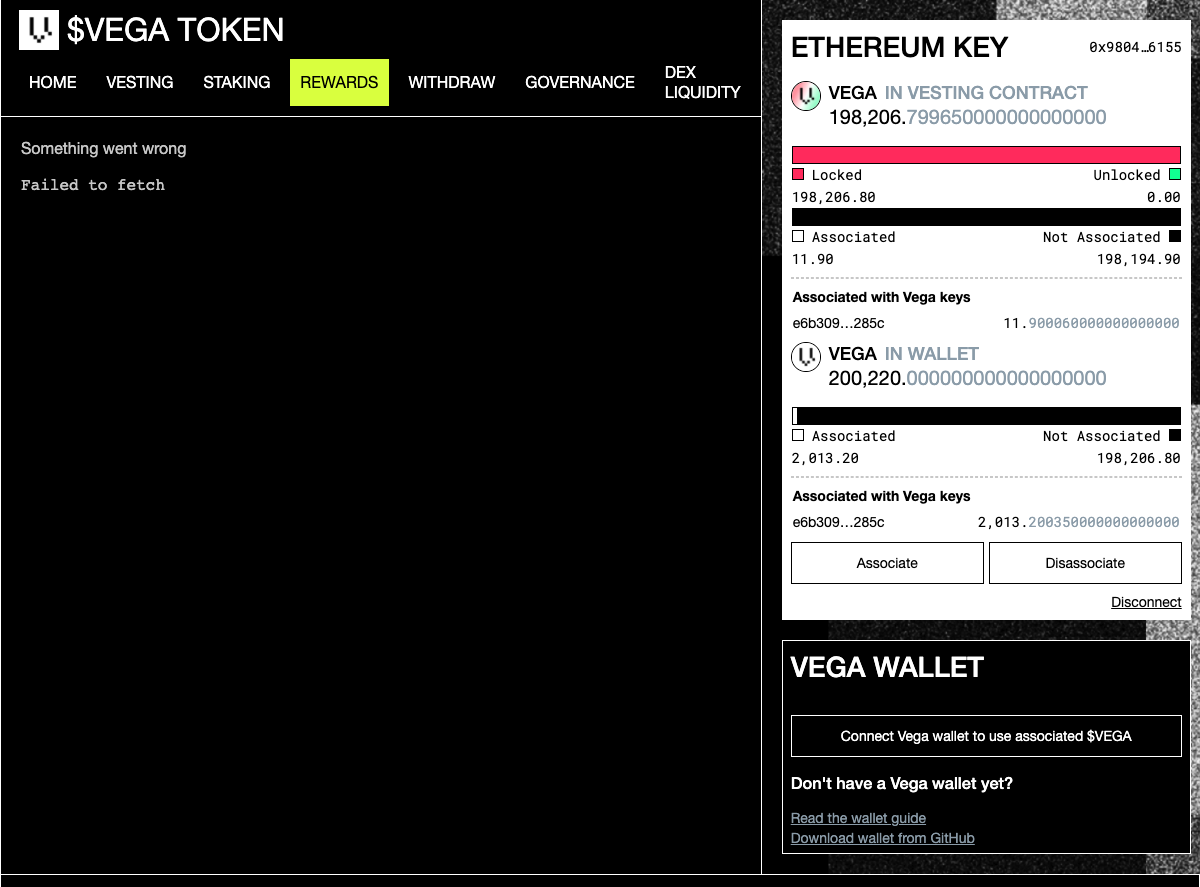 $VEGA TOKEN
HOME VESTING STAKING REWARDS WITHDRAW GOVERNANCE DEX LIQUIDITY
Something went wrong
Failed to fetch
ETHEREUM KEY 0x9804…6155
VEGA IN VESTING CONTRACT
198,206.799650000000000000
Locked Unlocked
198,206.80 0.00
Associated Not Associated
11.90 198,194.90
Associated with Vega keys
e6b309…285c 11.900060000000000000
VEGA IN WALLET
200,220.000000000000000000
Associated Not Associated
2,013.20 198,206.80
Associated with Vega keys
e6b309…285c 2,013.200350000000000000
Associate Disassociate
Disconnect
VEGA WALLET
Connect Vega wallet to use associated $VEGA
Don't have a Vega wallet yet?
Read the wallet guide
Download wallet from GitHub